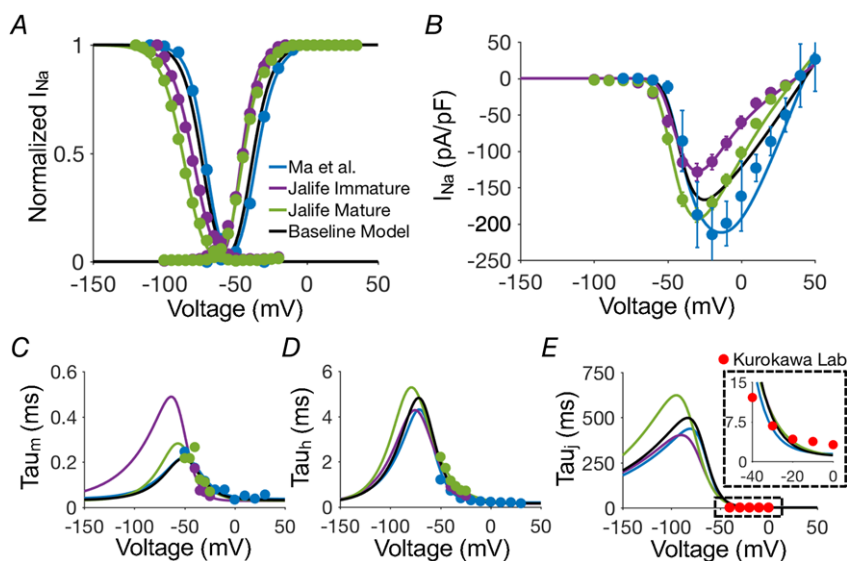 A
Normalized I_Na
1
0.5
0
Ma et al.
Jalife Immature
Jalife Mature
Baseline Model
-150 -100 -50 0 50
Voltage (mV)
B
I_Na (pA/pF)
0
-50
-100
-150
-200
-250
-150 -100 -50 0 50
Voltage (mV)
C
Tau_m (ms)
0.6
0.4
0.2
0
-150 -100 -50 0 50
Voltage (mV)
D
Tau_h (ms)
6
4
2
0
-150 -100 -50 0 50
Voltage (mV)
E
Kurokawa Lab
Tau_j (ms)
750
500
250
0
15
7.5
0
-40 -20 0
-150 -100 -50 0 50
Voltage (mV)